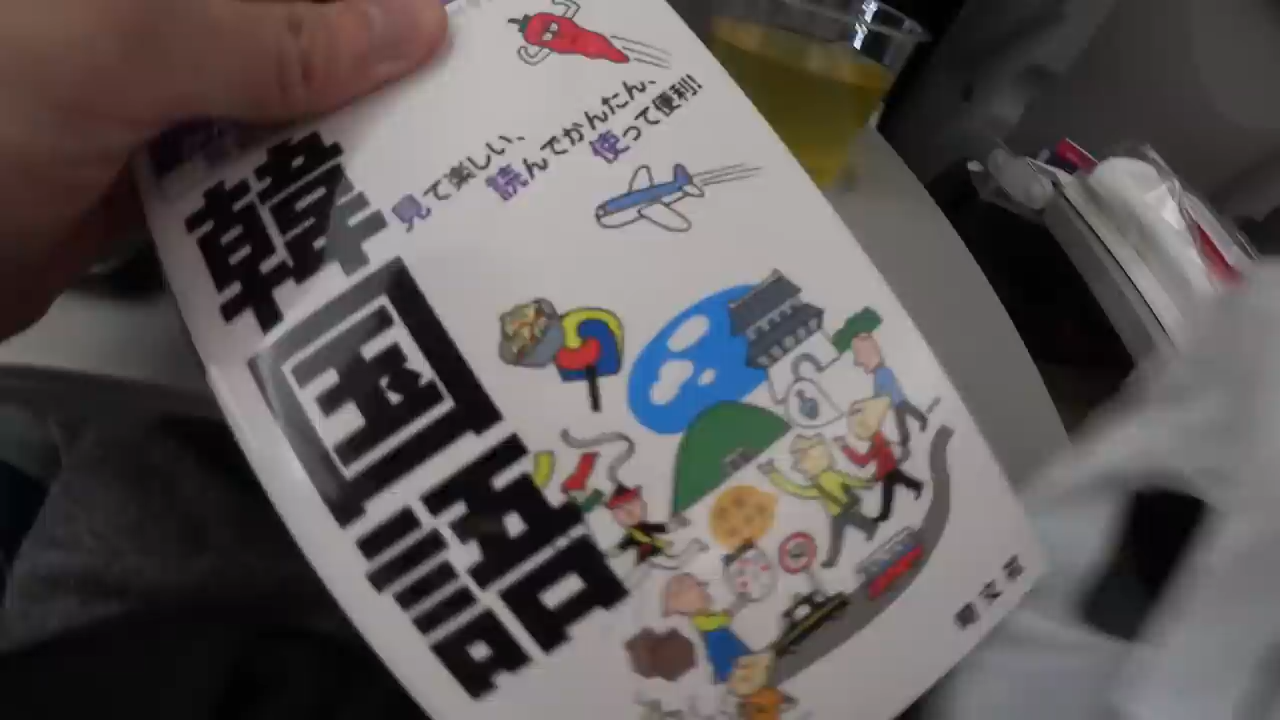 見て楽しい、
読んでかんたん、
使って便利!
韓国語